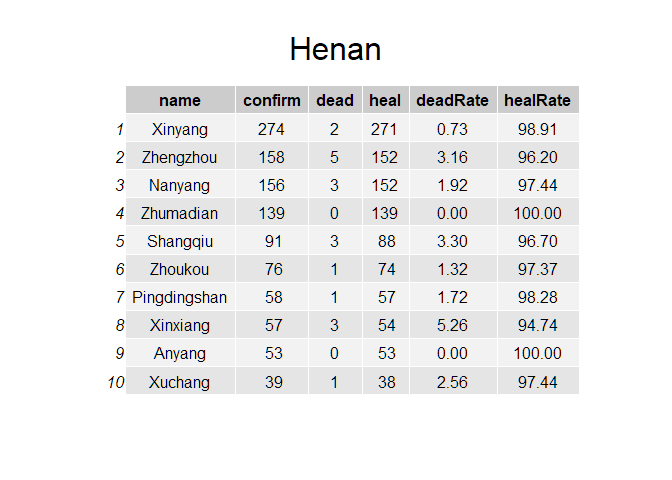 Henan
name confirm dead heal deadRate healRate
1 Xinyang 274 2 271 0.73 98.91
2 Zhengzhou 158 5 152 3.16 96.20
3 Nanyang 156 3 152 1.92 97.44
4 Zhumadian 139 0 139 0.00 100.00
5 Shangqiu 91 3 88 3.30 96.70
6 Zhoukou 76 1 74 1.32 97.37
7 Pingdingshan 58 1 57 1.72 98.28
8 Xinxiang 57 3 54 5.26 94.74
9 Anyang 53 0 53 0.00 100.00
10 Xuchang 39 1 38 2.56 97.44